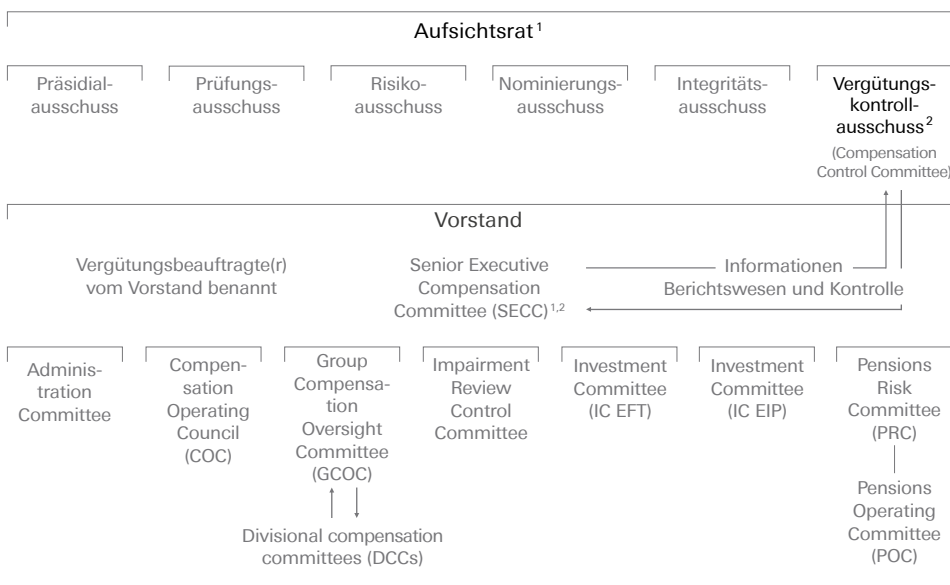 Aufsichtsrat¹
Präsidial-
ausschuss
Prüfungs-
ausschuss
Risiko-
ausschuss
Nominierungs-
ausschuss
Integritäts-
ausschuss
Vergütungs-
kontroll-
ausschuss²
(Compensation
Control Committee)
Vorstand
Vergütungsbeauftragte(r)
vom Vorstand benannt
Senior Executive
Compensation
Committee (SECC)¹,²
Informationen
Berichtswesen und Kontrolle
Adminis-
tration
Committee
Compen-
sation
Operating
Council
(COC)
Group
Compensa-
tion
Oversight
Committee
(GCOC)
Impairment
Review
Control
Committee
Investment
Committee
(IC EFT)
Investment
Committee
(IC EIP)
Pensions
Risk
Committee
(PRC)
Divisional compensation
committees (DCCs)
Pensions
Operating
Committee
(POC)